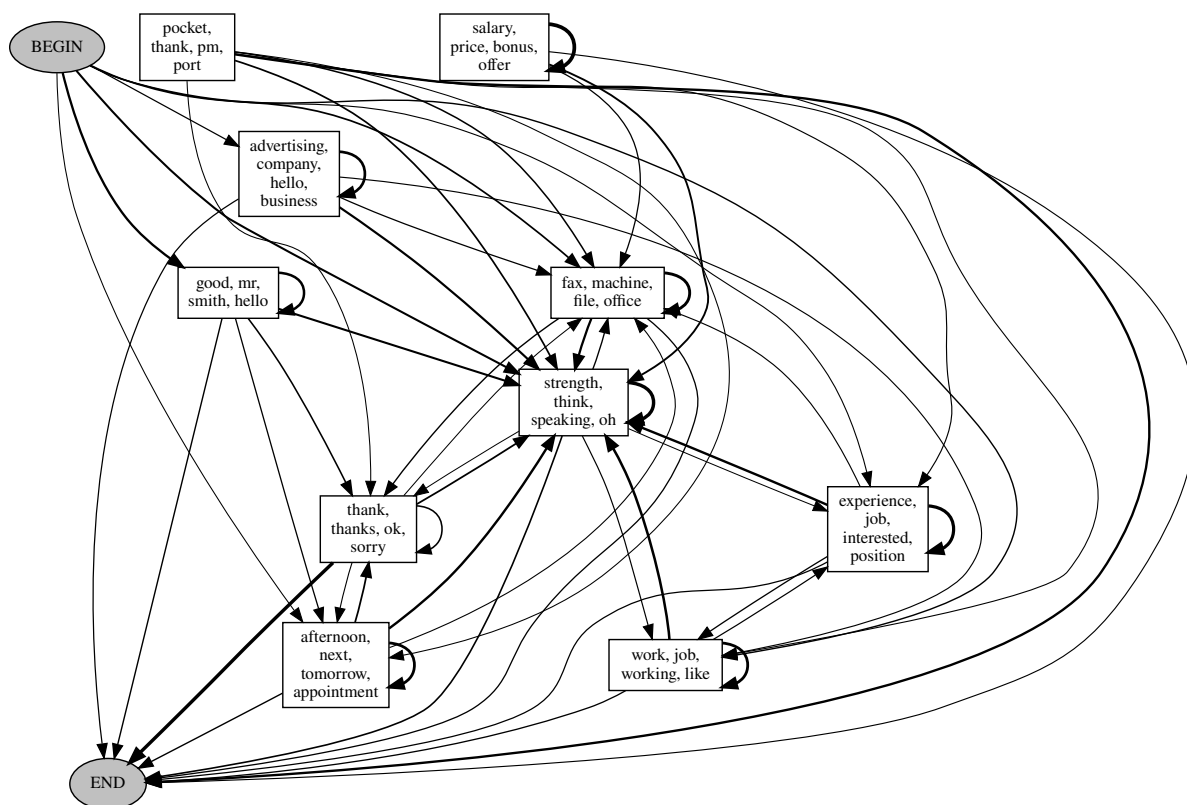 BEGIN
pocket,
thank, pm,
port
salary,
price, bonus,
offer
advertising,
company,
hello,
business
good, mr,
smith, hello
fax, machine,
file, office
strength,
think,
speaking, oh
thank,
thanks, ok,
sorry
experience,
job,
interested,
position
afternoon,
next,
tomorrow,
appointment
work, job,
working, like
END